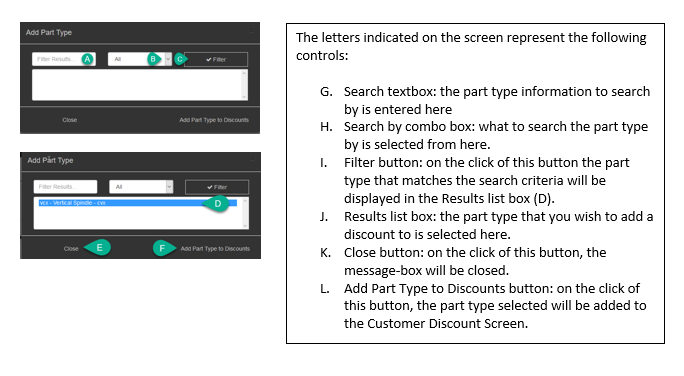 Add Part Type
Filter Results... A All B C ✔ Filter
Close Add Part Type to Discounts
Add Part Type
Filter Results... All ✔ Filter
vcx - Vertical Spindle - cvx D
Close E F Add Part Type to Discounts
The letters indicated on the screen represent the following
controls:
G. Search textbox: the part type information to search
by is entered here
H. Search by combo box: what to search the part type
by is selected from here.
I. Filter button: on the click of this button the part
type that matches the search criteria will be
displayed in the Results list box (D).
J. Results list box: the part type that you wish to add a
discount to is selected here.
K. Close button: on the click of this button, the
message-box will be closed.
L. Add Part Type to Discounts button: on the click of
this button, the part type selected will be added to
the Customer Discount Screen.